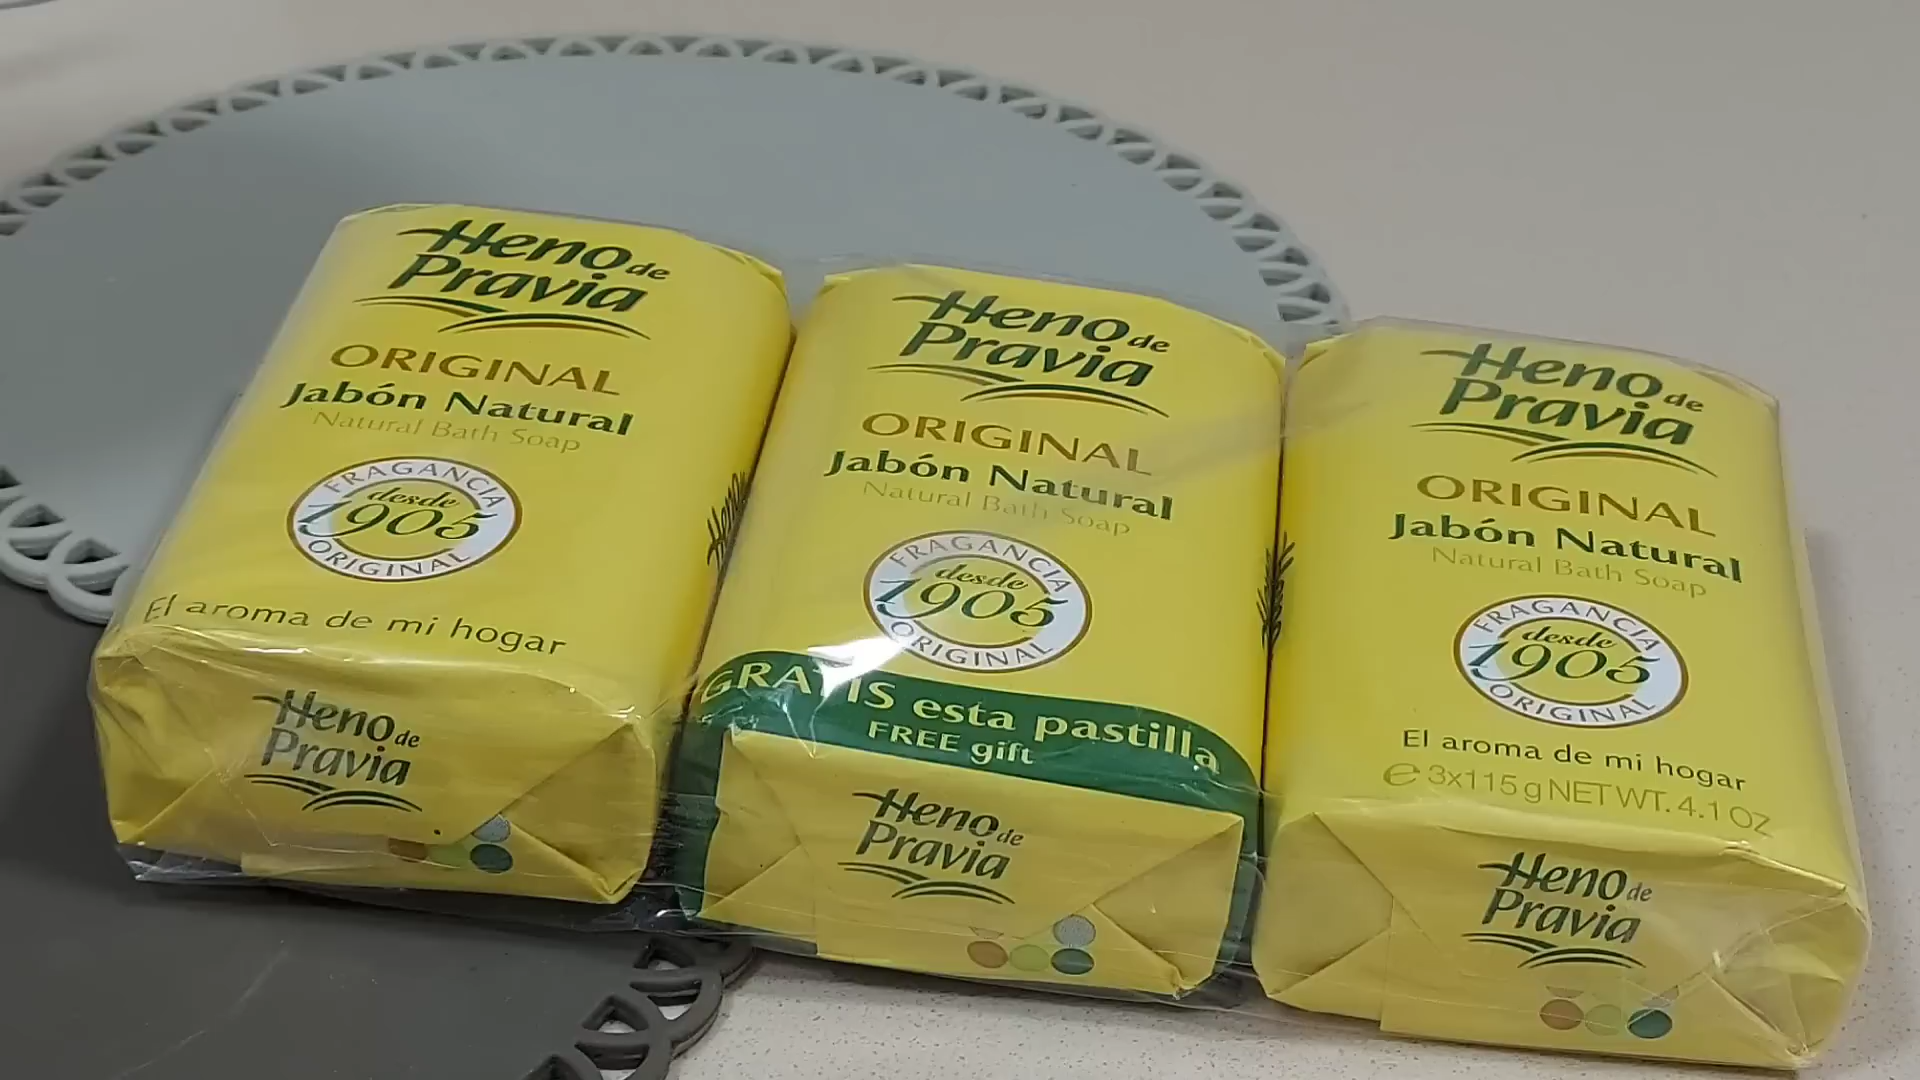 Heno de
Pravia
ORIGINAL
Jabón Natural
Natural Bath Soap
FRAGANCIA
desde
1905
ORIGINAL
El aroma de mi hogar
Heno de
Pravia
Heno de
Pravia
ORIGINAL
Jabón Natural
Natural Bath Soap
FRAGANCIA
desde
1905
ORIGINAL
GRATIS esta pastilla
FREE gift
Heno de
Pravia
Heno de
Pravia
ORIGINAL
Jabón Natural
Natural Bath Soap
FRAGANCIA
desde
1905
ORIGINAL
El aroma de mi hogar
℮ 3x115 g NET WT. 4.1 OZ
Heno de
Pravia